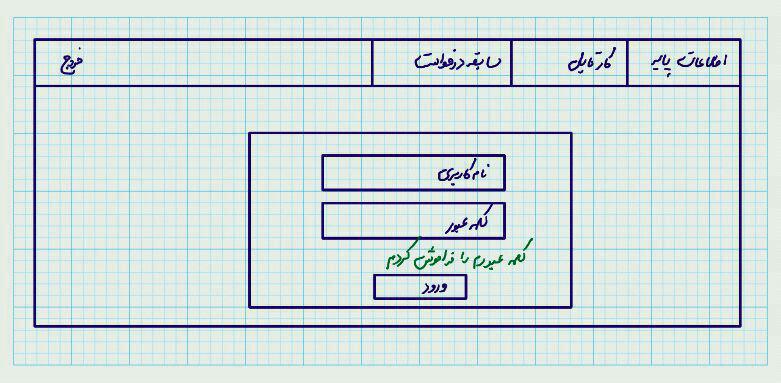 اطلاعات پایه کارتابل سابقه درخواست خروج
نام کاربری
کلمه عبور
کلمه عبورم را فراموش کردم
ورود